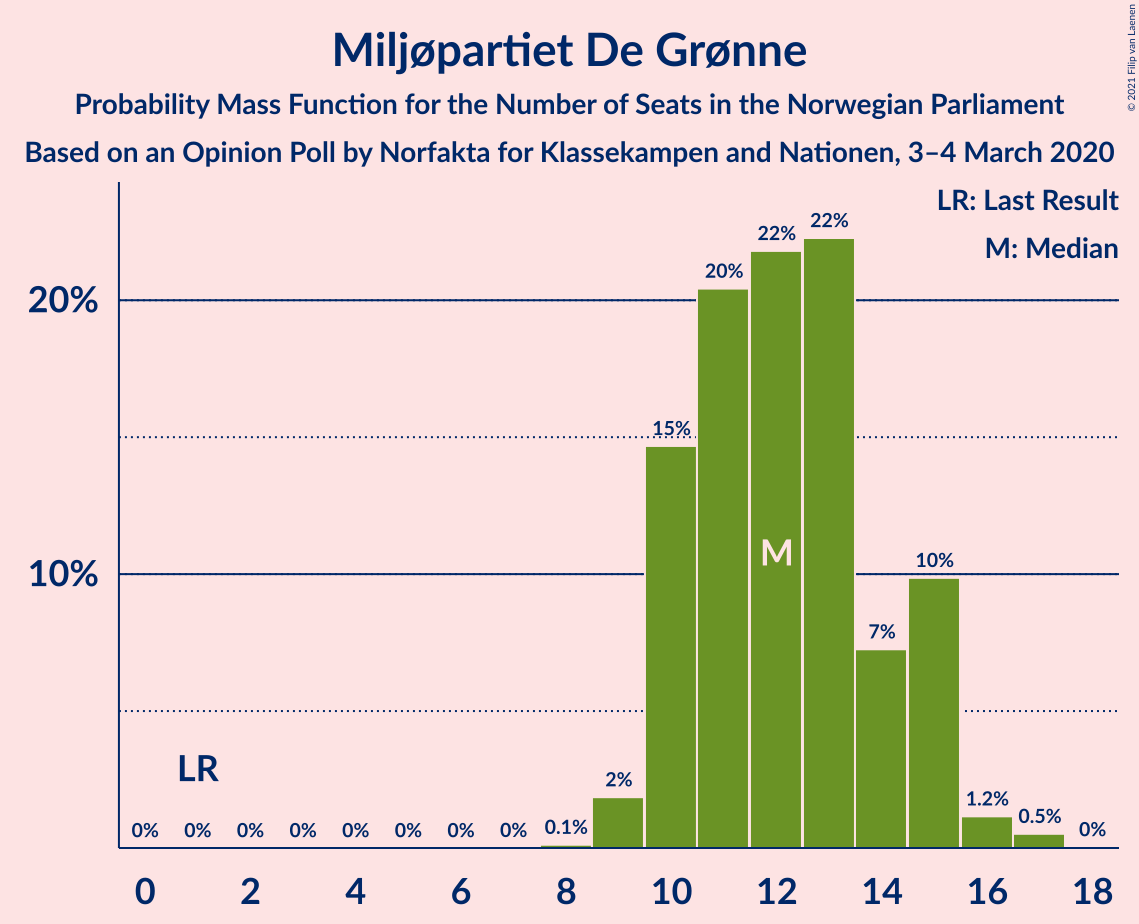 Miljøpartiet De Grønne
Probability Mass Function for the Number of Seats in the Norwegian Parliament
Based on an Opinion Poll by Norfakta for Klassekampen and Nationen, 3–4 March 2020
© 2021 Filip van Laenen
LR: Last Result
M: Median
20%
10%
0% 0% 0% 0% 0% 0% 0% 0% 0.1% 2% 15% 20% 22% 22% 7% 10% 1.2% 0.5% 0%
LR
M
0 2 4 6 8 10 12 14 16 18